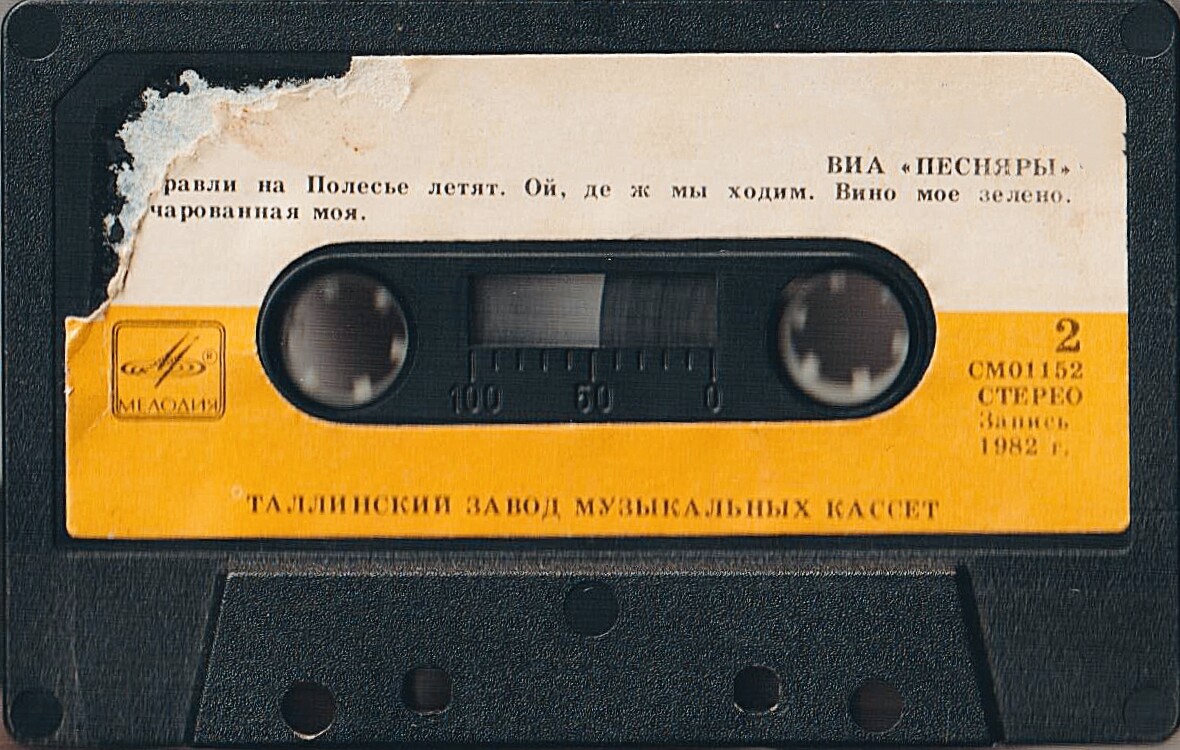 ВИА «ПЕСНЯРЫ»
равли на Полесье летят. Ой, де ж мы ходим. Вино мое зелено.
чарованная моя.
2
СМ01152
СТЕРЕО
Запись
1982 г.
МЕЛОДИЯ
100 50 0
ТАЛЛИНСКИЙ ЗАВОД МУЗЫКАЛЬНЫХ КАССЕТ